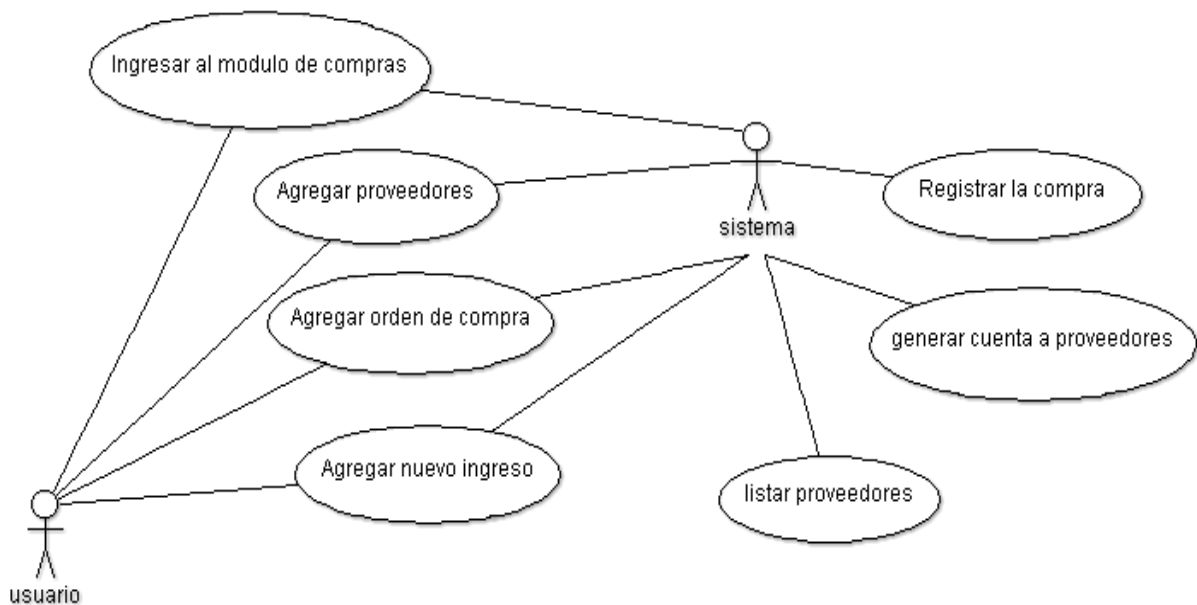 Ingresar al modulo de compras
Agregar proveedores
sistema
Registrar la compra
Agregar orden de compra
generar cuenta a proveedores
Agregar nuevo ingreso
listar proveedores
usuario